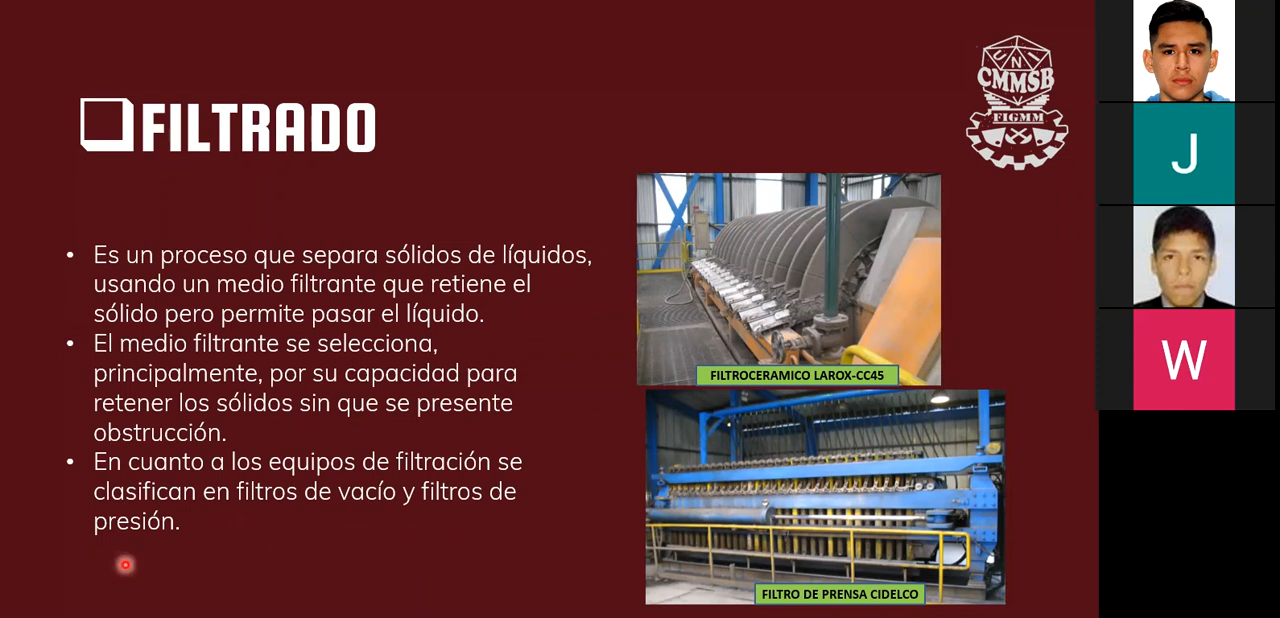 UNI
CMMSB
FIGMM
FILTRADO
• Es un proceso que separa sólidos de líquidos,
usando un medio filtrante que retiene el
sólido pero permite pasar el líquido.
• El medio filtrante se selecciona,
principalmente, por su capacidad para
retener los sólidos sin que se presente
obstrucción.
• En cuanto a los equipos de filtración se
clasifican en filtros de vacío y filtros de
presión.
FILTROCERAMICO LAROX-CC45
FILTRO DE PRENSA CIDELCO
J
W